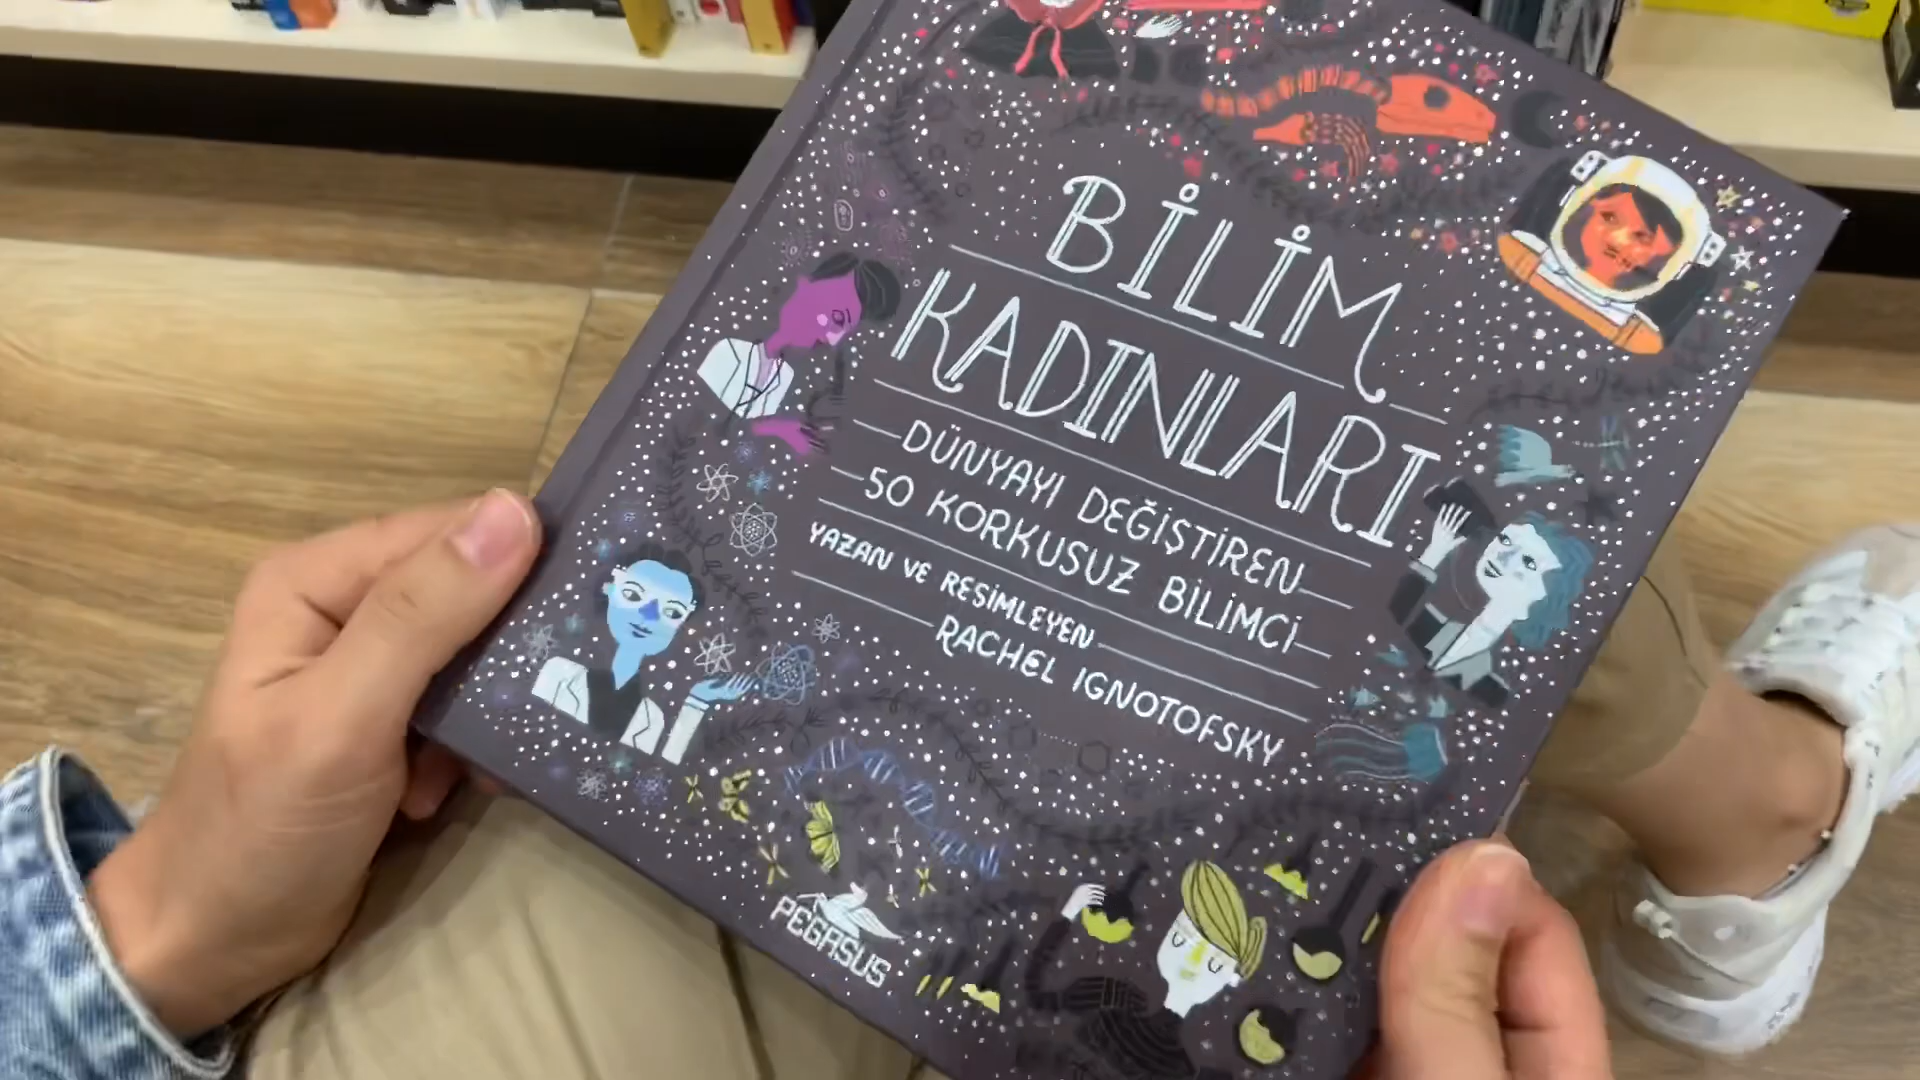 BİLİM
KADINLARI
DÜNYAYI DEĞİŞTİREN
50 KORKUSUZ BİLİMCİ
YAZAN VE RESİMLEYEN
RACHEL IGNOTOFSKY
PEGASUS